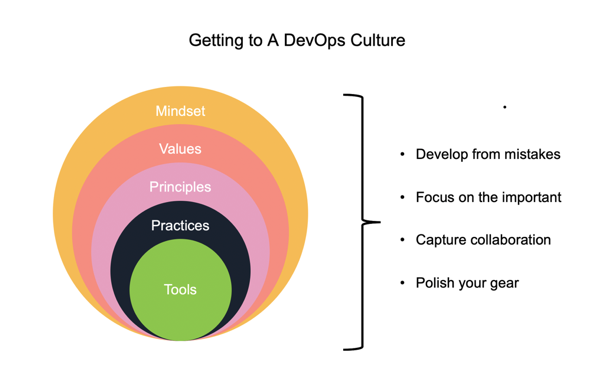 Getting to A DevOps Culture
Mindset
Values
Principles
Practices
Tools
•
• Develop from mistakes
• Focus on the important
• Capture collaboration
• Polish your gear